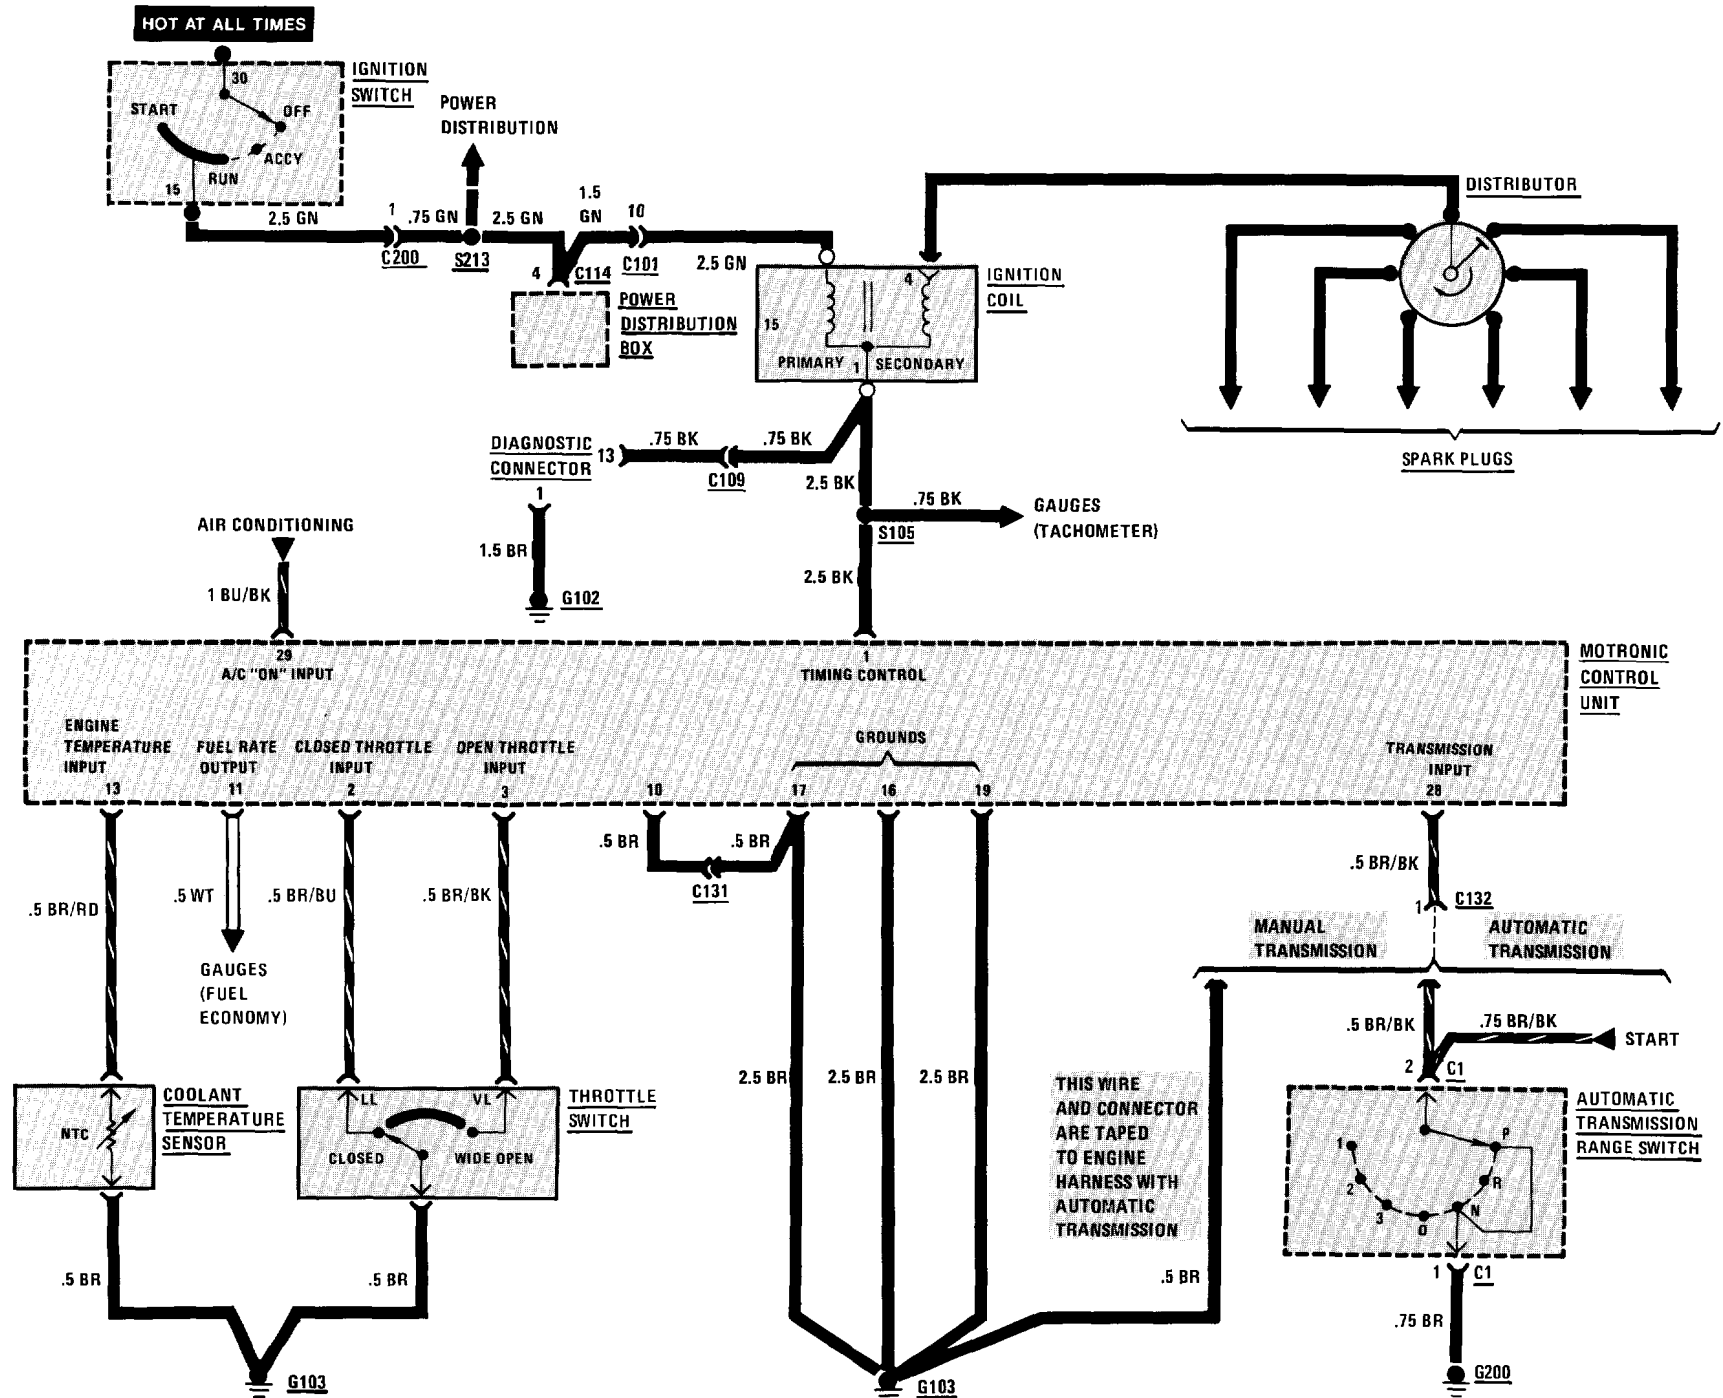 HOT AT ALL TIMES
30
IGNITION
SWITCH
START
OFF
ACCY
RUN
15
POWER
DISTRIBUTION
2.5 GN
1
.75 GN
2.5 GN
1.5
GN
10
C200
S213
4
C114
C101
2.5 GN
POWER
DISTRIBUTION
BOX
DISTRIBUTOR
4
IGNITION
COIL
15
PRIMARY
1
SECONDARY
SPARK PLUGS
DIAGNOSTIC
CONNECTOR
13
.75 BK
.75 BK
C109
2.5 BK
1
.75 BK
GAUGES
(TACHOMETER)
S105
AIR CONDITIONING
1.5 BR
2.5 BK
1 BU/BK
G102
29
A/C "ON" INPUT
1
TIMING CONTROL
MOTRONIC
CONTROL
UNIT
ENGINE
TEMPERATURE
INPUT
13
FUEL RATE
OUTPUT
11
CLOSED THROTTLE
INPUT
2
OPEN THROTTLE
INPUT
3
10
GROUNDS
17
16
19
TRANSMISSION
INPUT
28
.5 BR
.5 BR
C131
.5 BR/BK
.5 BR/RD
.5 WT
.5 BR/BU
.5 BR/BK
1
C132
MANUAL
TRANSMISSION
AUTOMATIC
TRANSMISSION
GAUGES
(FUEL
ECONOMY)
.5 BR/BK
.75 BR/BK
START
2
C1
2.5 BR
2.5 BR
2.5 BR
THIS WIRE
AND CONNECTOR
ARE TAPED
TO ENGINE
HARNESS WITH
AUTOMATIC
TRANSMISSION
NTC
COOLANT
TEMPERATURE
SENSOR
LL
VL
CLOSED
WIDE OPEN
THROTTLE
SWITCH
AUTOMATIC
TRANSMISSION
RANGE SWITCH
P
R
N
D
3
2
1
.5 BR
.5 BR
.5 BR
1
C1
.75 BR
G103
G103
G200